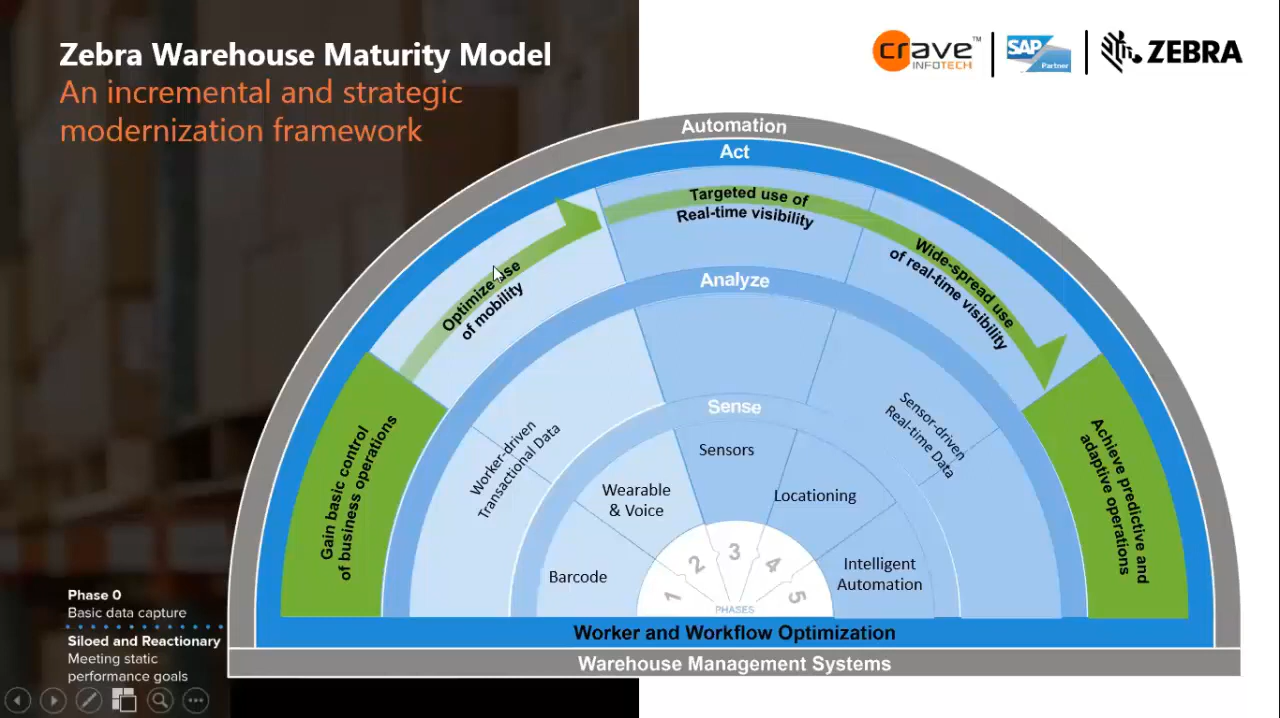 Zebra Warehouse Maturity Model
An incremental and strategic
modernization framework
crave™
INFOTECH
SAP
Partner
ZEBRA
Automation
Act
Targeted use of
Real-time visibility
Optimize use
of mobility
Wide-spread use
of real-time visibility
Analyze
Gain basic control
of business operations
Worker-driven
Transactional Data
Sensor-driven
Real-time Data
Achieve predictive and
adaptive operations
Sense
Sensors
Wearable
& Voice
Locationing
Barcode
Intelligent
Automation
1 2 3 4 5
PHASES
Phase 0
Basic data capture
Siloed and Reactionary
Meeting static
performance goals
Worker and Workflow Optimization
Warehouse Management Systems